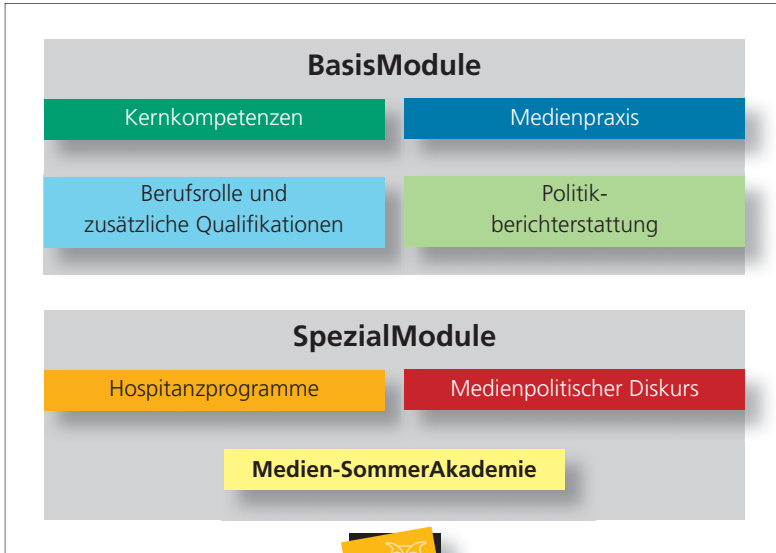 BasisModule
Kernkompetenzen
Medienpraxis
Berufsrolle und
zusätzliche Qualifikationen
Politik-
berichterstattung
SpezialModule
Hospitanzprogramme
Medienpolitischer Diskurs
Medien-SommerAkademie